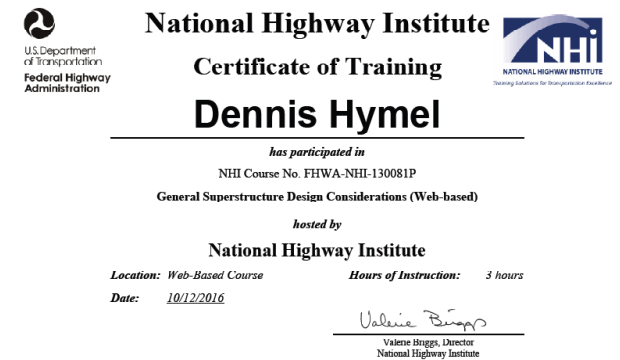 National Highway Institute
U.S. Department
of Transportation
Federal Highway
Administration
NHi
NATIONAL HIGHWAY INSTITUTE
Training Solutions for Transportation Excellence
Certificate of Training
Dennis Hymel
has participated in
NHI Course No. FHWA-NHI-130081P
General Superstructure Design Considerations (Web-based)
hosted by
National Highway Institute
Location: Web-Based Course Hours of Instruction: 3 hours
Date: 10/12/2016
Valerie Briggs
Valerie Briggs, Director
National Highway Institute